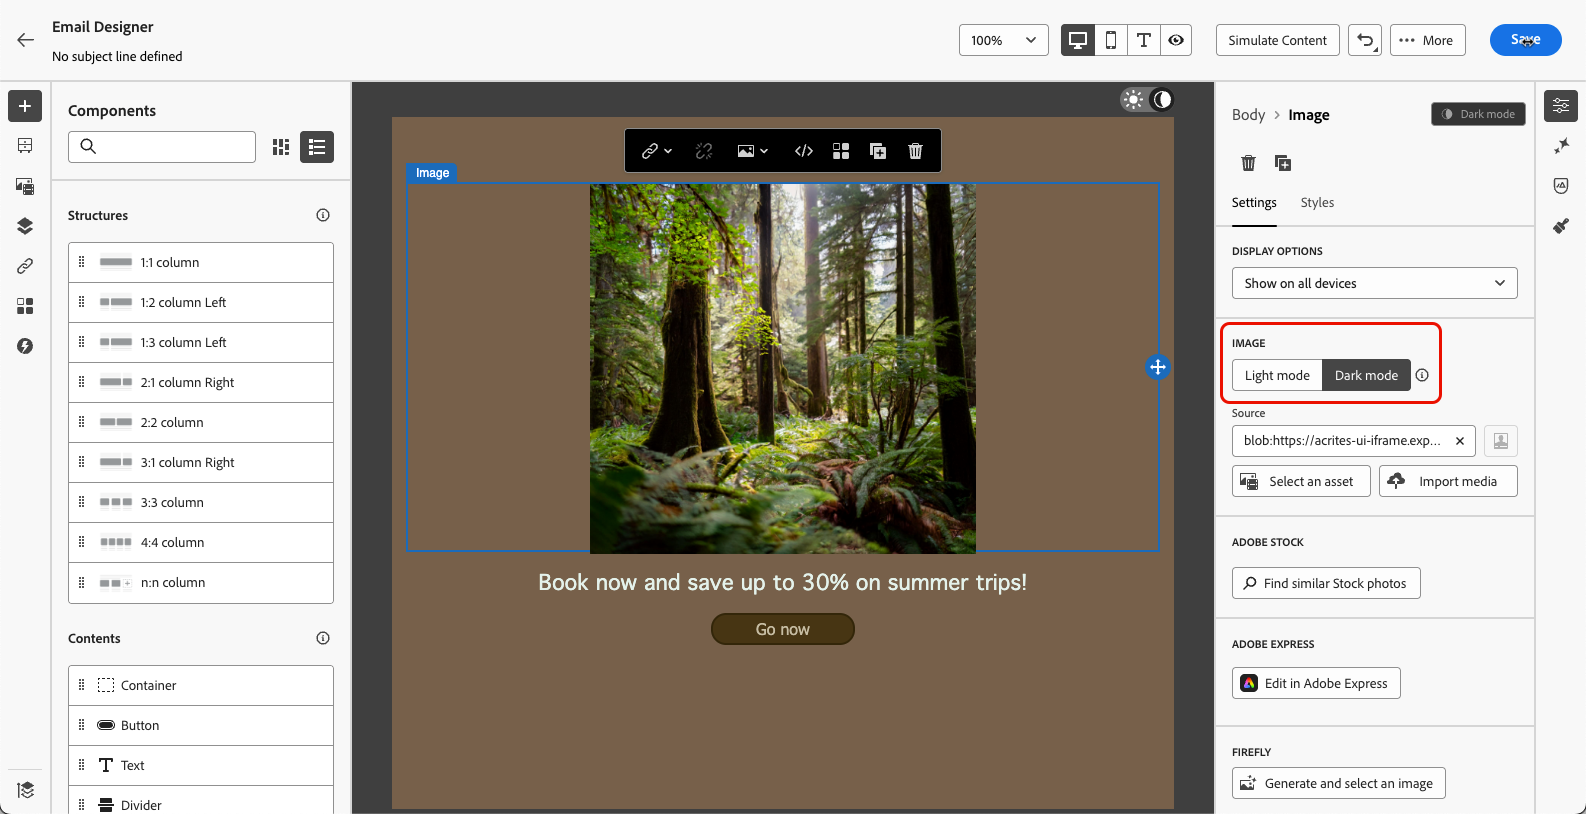 Email Designer
No subject line defined
100%
Simulate Content
More
Save
Components
Structures
1:1 column
1:2 column Left
1:3 column Left
2:1 column Right
2:2 column
3:1 column Right
3:3 column
4:4 column
n:n column
Contents
Container
Button
Text
Divider
Image
Book now and save up to 30% on summer trips!
Go now
Body > Image
Dark mode
Settings
Styles
DISPLAY OPTIONS
Show on all devices
IMAGE
Light mode
Dark mode
Source
blob:https://acrites-ui-iframe.exp...
Select an asset
Import media
ADOBE STOCK
Find similar Stock photos
ADOBE EXPRESS
Edit in Adobe Express
FIREFLY
Generate and select an image